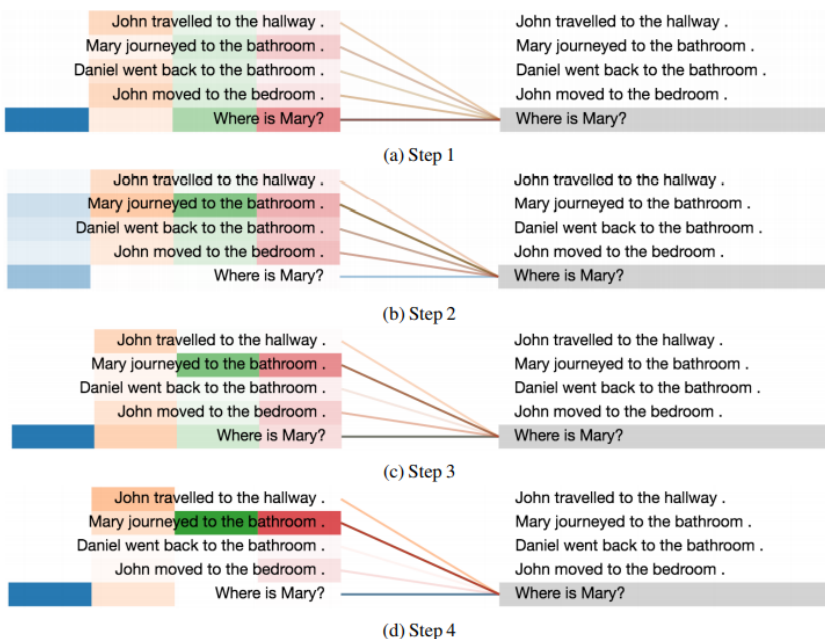 John travelled to the hallway . John travelled to the hallway .
Mary journeyed to the bathroom . Mary journeyed to the bathroom .
Daniel went back to the bathroom . Daniel went back to the bathroom .
John moved to the bedroom . John moved to the bedroom .
Where is Mary? Where is Mary?
(a) Step 1
John travelled to the hallway . John travelled to the hallway .
Mary journeyed to the bathroom . Mary journeyed to the bathroom .
Daniel went back to the bathroom . Daniel went back to the bathroom .
John moved to the bedroom . John moved to the bedroom .
Where is Mary? Where is Mary?
(b) Step 2
John travelled to the hallway . John travelled to the hallway .
Mary journeyed to the bathroom . Mary journeyed to the bathroom .
Daniel went back to the bathroom . Daniel went back to the bathroom .
John moved to the bedroom . John moved to the bedroom .
Where is Mary? Where is Mary?
(c) Step 3
John travelled to the hallway . John travelled to the hallway .
Mary journeyed to the bathroom . Mary journeyed to the bathroom .
Daniel went back to the bathroom . Daniel went back to the bathroom .
John moved to the bedroom . John moved to the bedroom .
Where is Mary? Where is Mary?
(d) Step 4